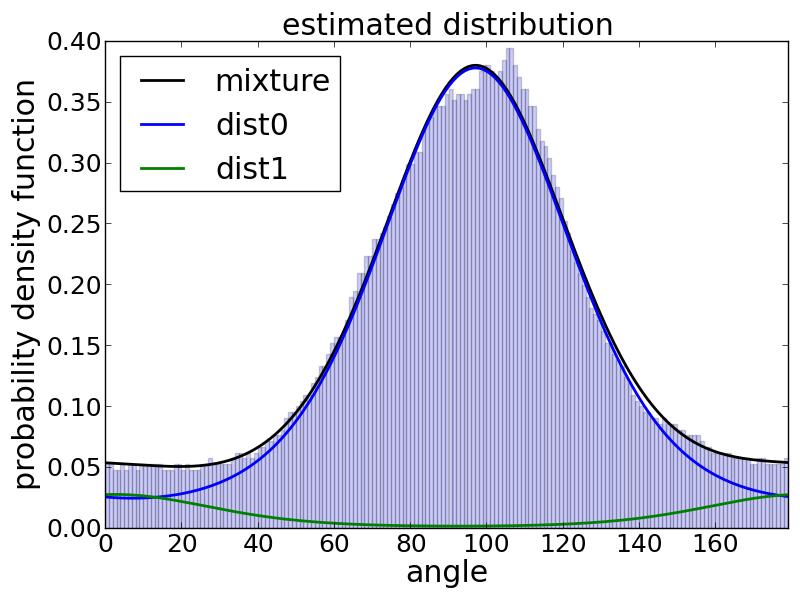 estimated distribution
probability density function
0.40
0.35
0.30
0.25
0.20
0.15
0.10
0.05
0.00
mixture
dist0
dist1
0 20 40 60 80 100 120 140 160
angle